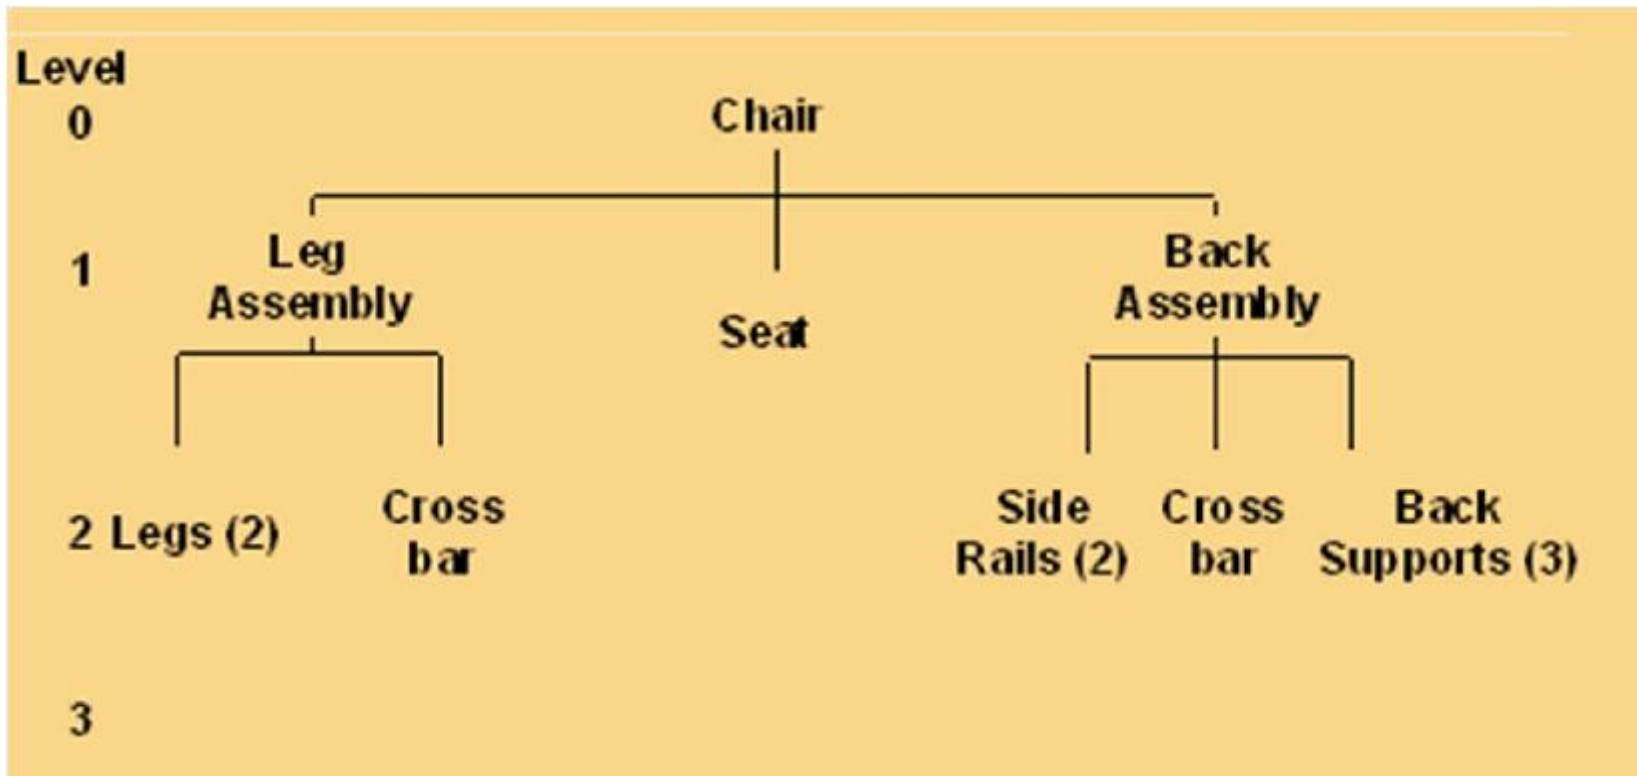 Level
0
Chair
1
Leg
Assembly
Seat
Back
Assembly
2 Legs (2)
Cross
bar
Side
Rails (2)
Cross
bar
Back
Supports (3)
3